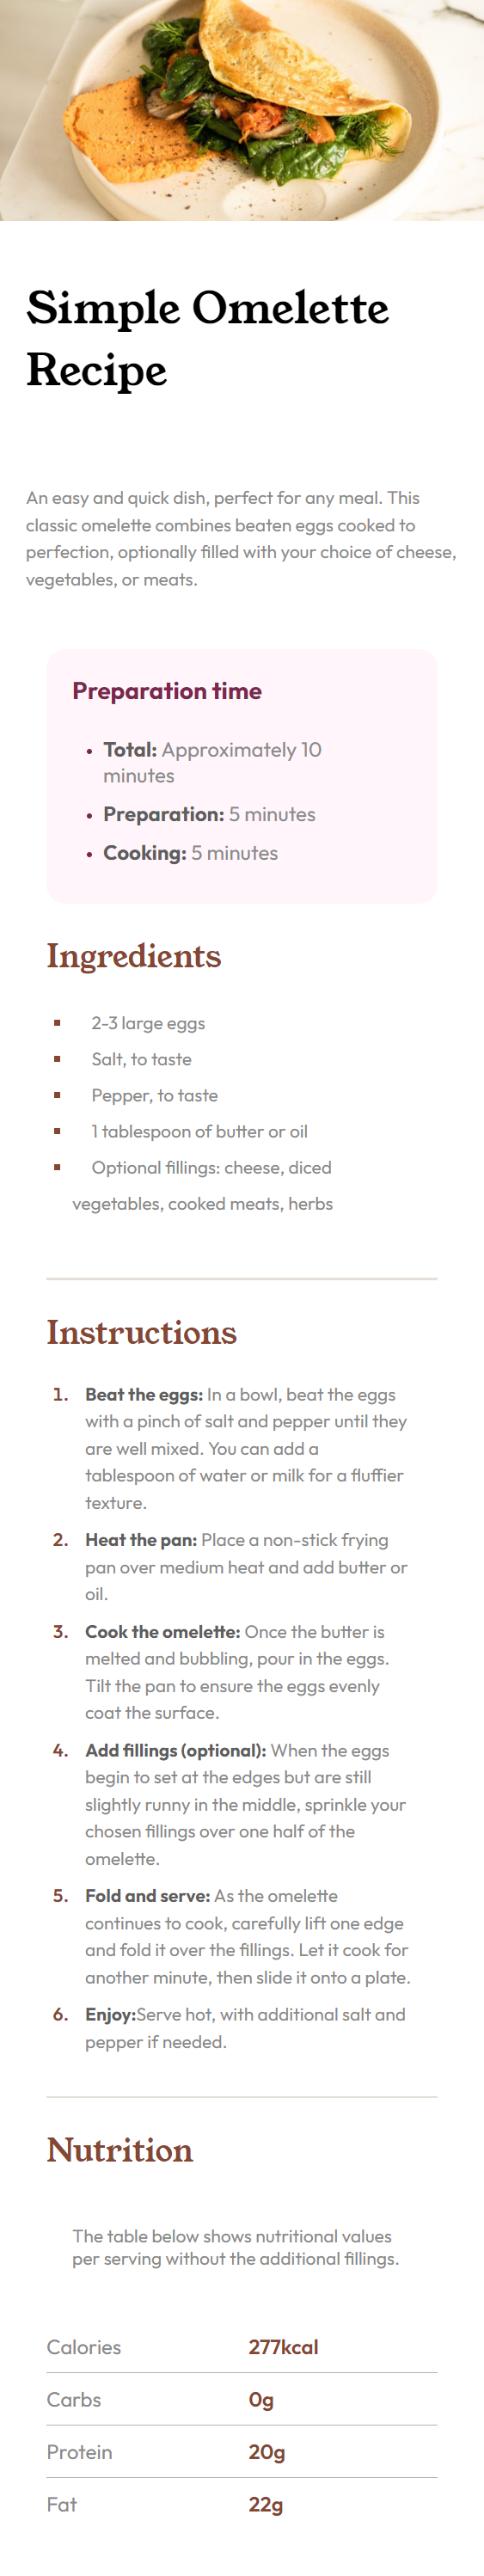 Simple Omelette
Recipe
An easy and quick dish, perfect for any meal. This
classic omelette combines beaten eggs cooked to
perfection, optionally filled with your choice of cheese,
vegetables, or meats.
Preparation time
• Total: Approximately 10
minutes
• Preparation: 5 minutes
• Cooking: 5 minutes
Ingredients
▪ 2-3 large eggs
▪ Salt, to taste
▪ Pepper, to taste
▪ 1 tablespoon of butter or oil
▪ Optional fillings: cheese, diced
vegetables, cooked meats, herbs
Instructions
1. Beat the eggs: In a bowl, beat the eggs
with a pinch of salt and pepper until they
are well mixed. You can add a
tablespoon of water or milk for a fluffier
texture.
2. Heat the pan: Place a non-stick frying
pan over medium heat and add butter or
oil.
3. Cook the omelette: Once the butter is
melted and bubbling, pour in the eggs.
Tilt the pan to ensure the eggs evenly
coat the surface.
4. Add fillings (optional): When the eggs
begin to set at the edges but are still
slightly runny in the middle, sprinkle your
chosen fillings over one half of the
omelette.
5. Fold and serve: As the omelette
continues to cook, carefully lift one edge
and fold it over the fillings. Let it cook for
another minute, then slide it onto a plate.
6. Enjoy:Serve hot, with additional salt and
pepper if needed.
Nutrition
The table below shows nutritional values
per serving without the additional fillings.
Calories 277kcal
Carbs 0g
Protein 20g
Fat 22g